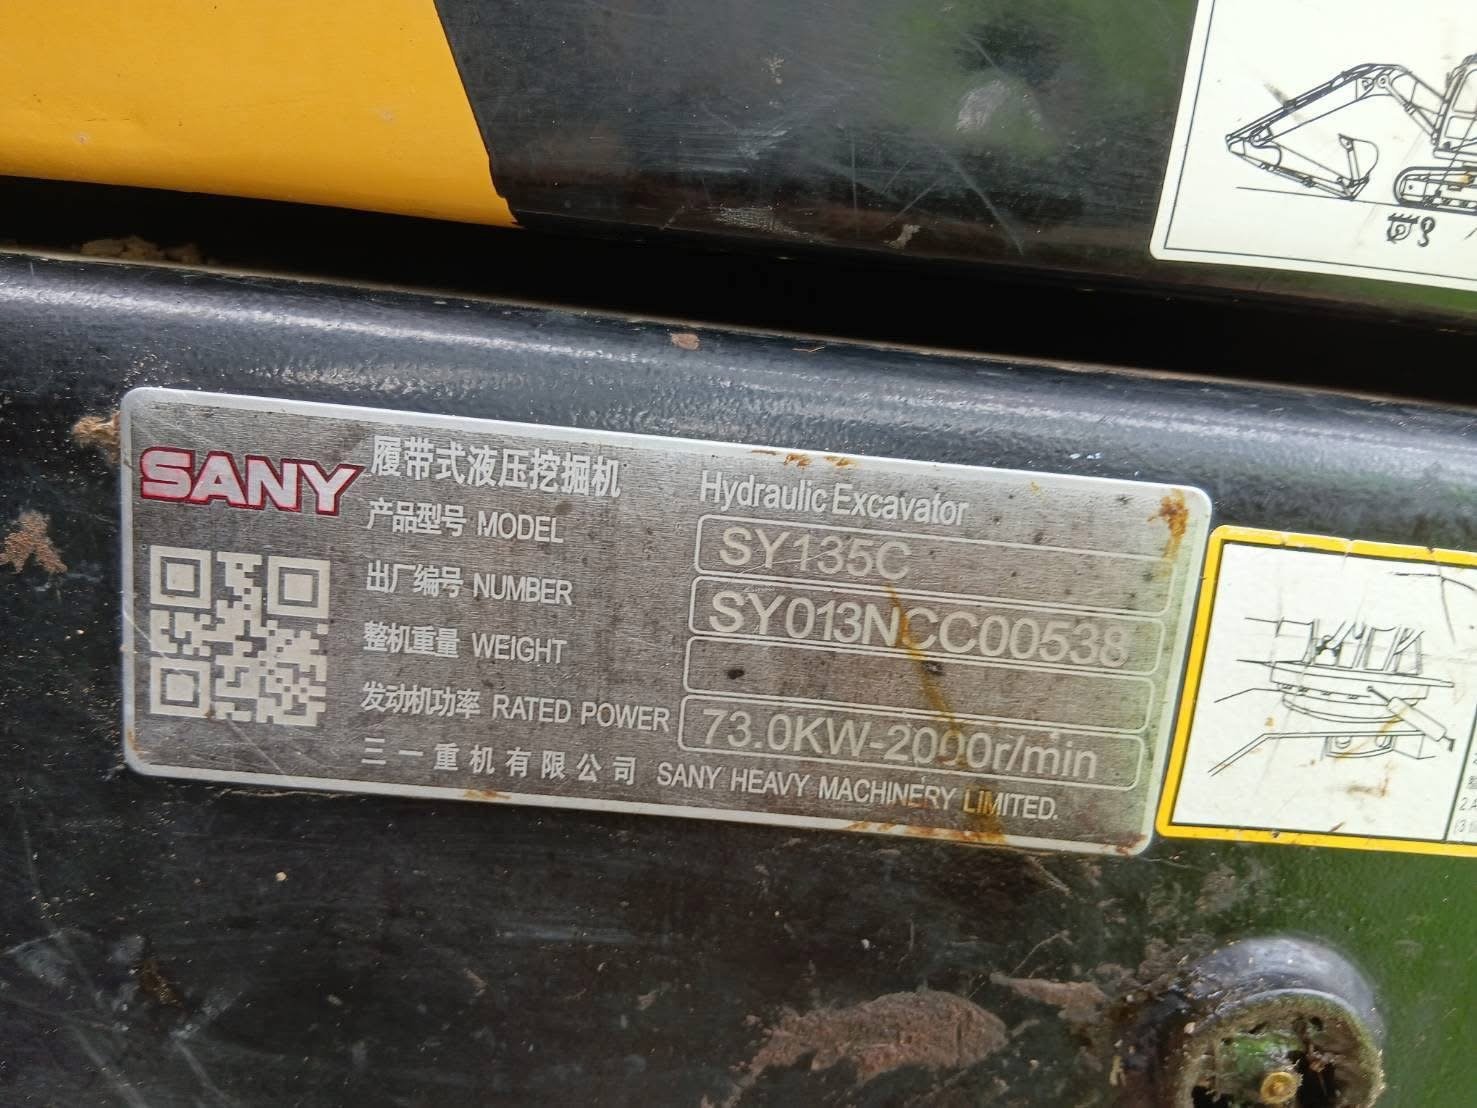 SANY 履带式液压挖掘机 Hydraulic Excavator
产品型号 MODEL SY135C
出厂编号 NUMBER SY013NCC00538
整机重量 WEIGHT
发动机功率 RATED POWER 73.0KW-2000r/min
三一重机有限公司 SANY HEAVY MACHINERY LIMITED.
2.A